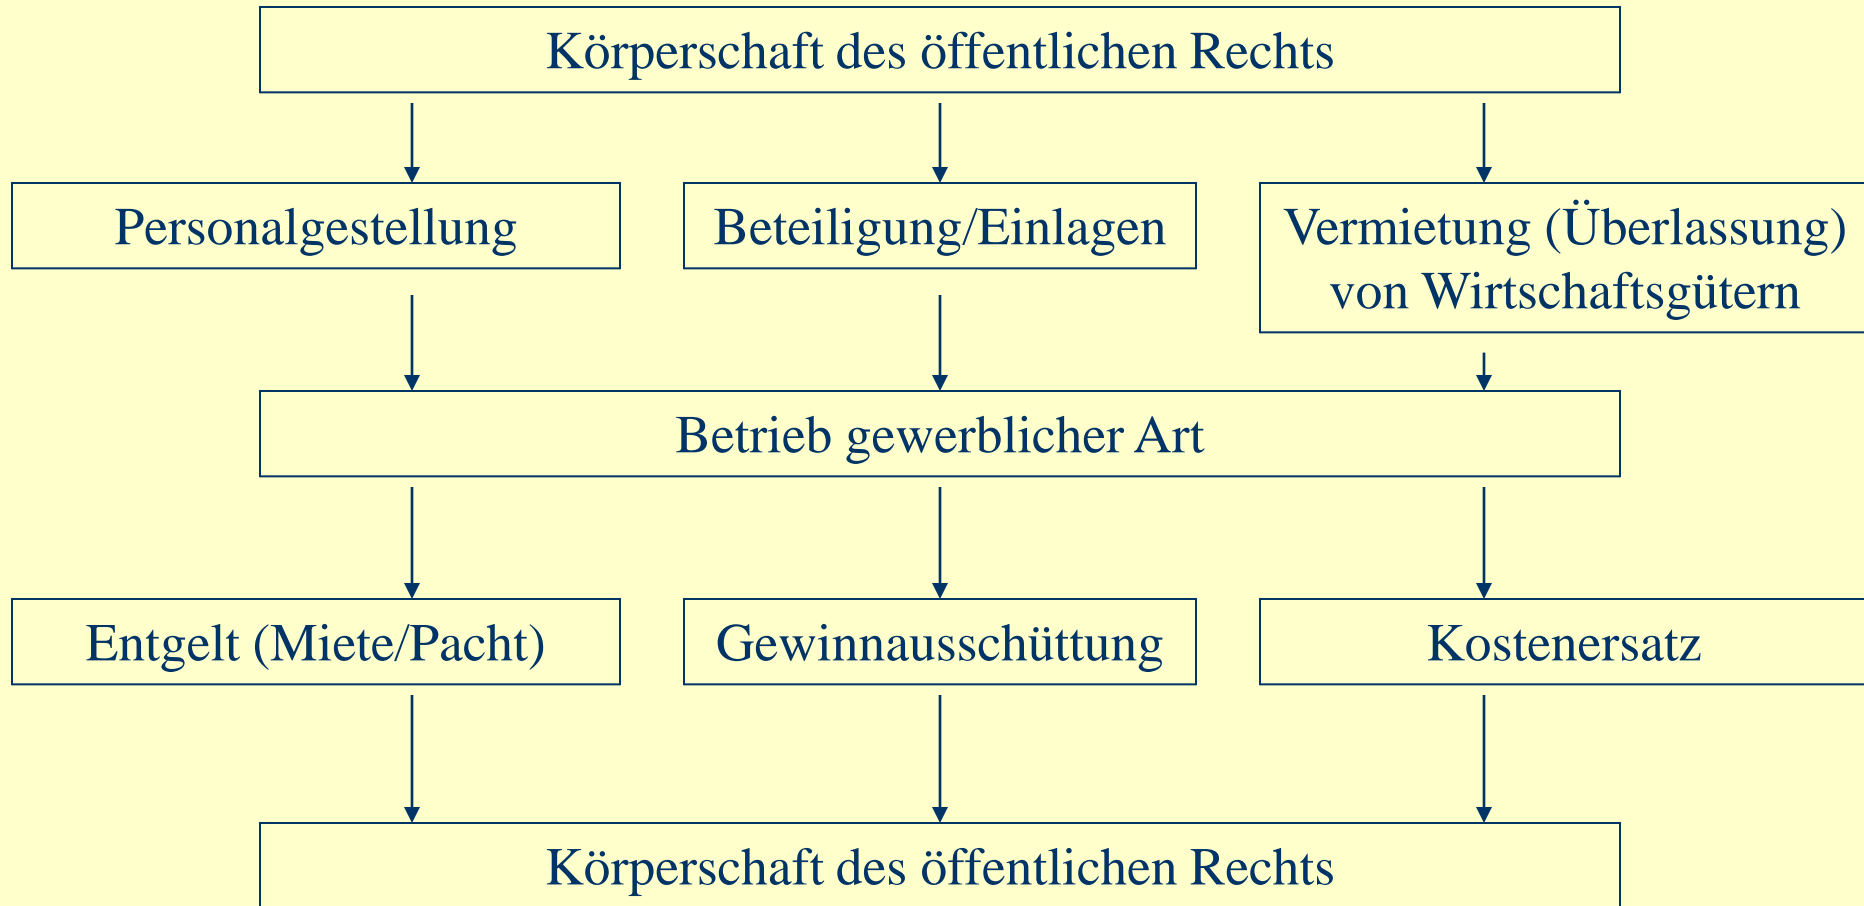 Körperschaft des öffentlichen Rechts
Personalgestellung
Beteiligung/Einlagen
Vermietung (Überlassung)
von Wirtschaftsgütern
Betrieb gewerblicher Art
Entgelt (Miete/Pacht)
Gewinnausschüttung
Kostenersatz
Körperschaft des öffentlichen Rechts